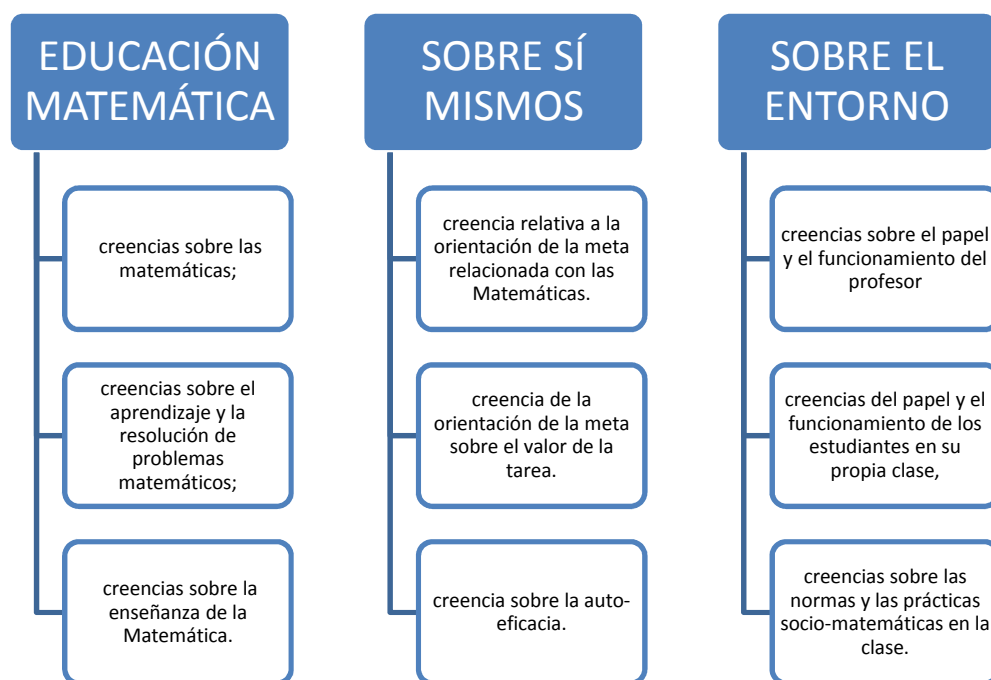 EDUCACIÓN
MATEMÁTICA
creencias sobre las
matemáticas;
creencias sobre el
aprendizaje y la
resolución de
problemas
matemáticos;
creencias sobre la
enseñanza de la
Matemática.
SOBRE SÍ
MISMOS
creencia relativa a la
orientación de la meta
relacionada con las
Matemáticas.
creencia de la
orientación de la meta
sobre el valor de la
tarea.
creencia sobre la auto-
eficacia.
SOBRE EL
ENTORNO
creencias sobre el papel
y el funcionamiento del
profesor
creencias del papel y el
funcionamiento de los
estudiantes en su
propia clase,
creencias sobre las
normas y las prácticas
socio-matemáticas en la
clase.